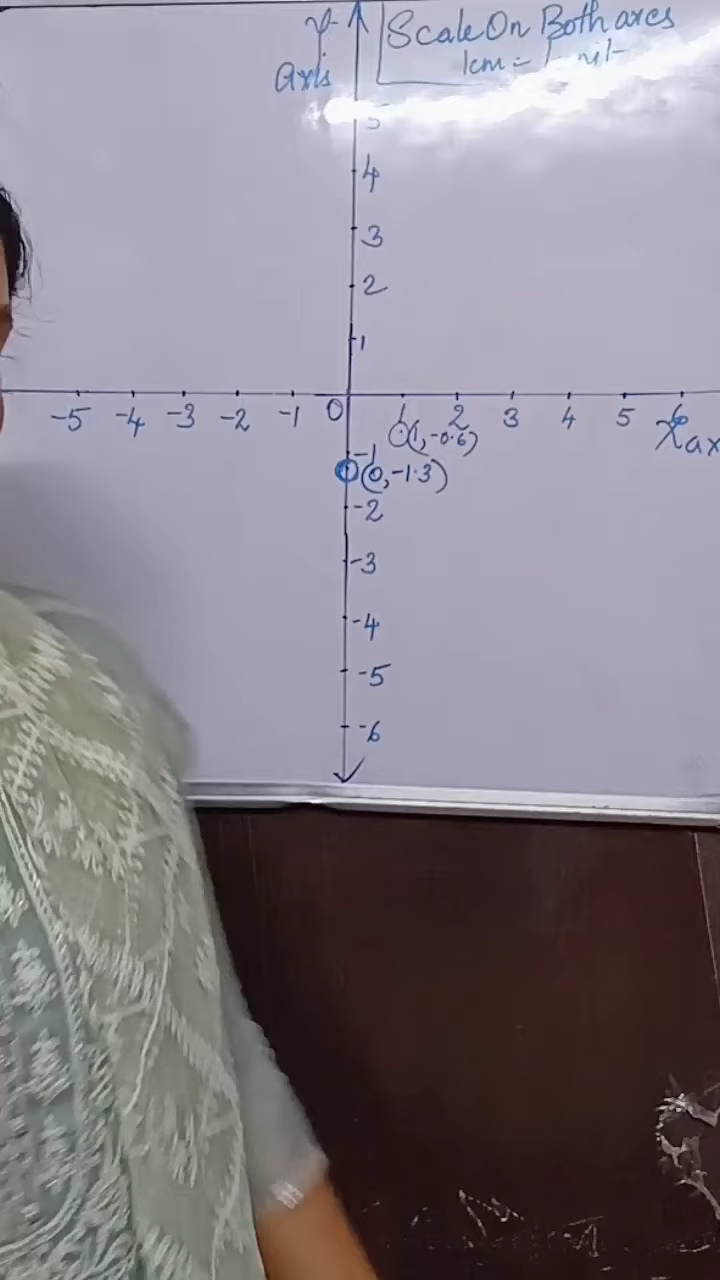 y-
axis
Scale On Both axes
1cm = 1
5
4
3
2
1
-5 -4 -3 -2 -1 0 1 2 3 4 5 6
(1, -0.6)
X ax
-1
(0, -1.3)
-2
-3
-4
-5
-6